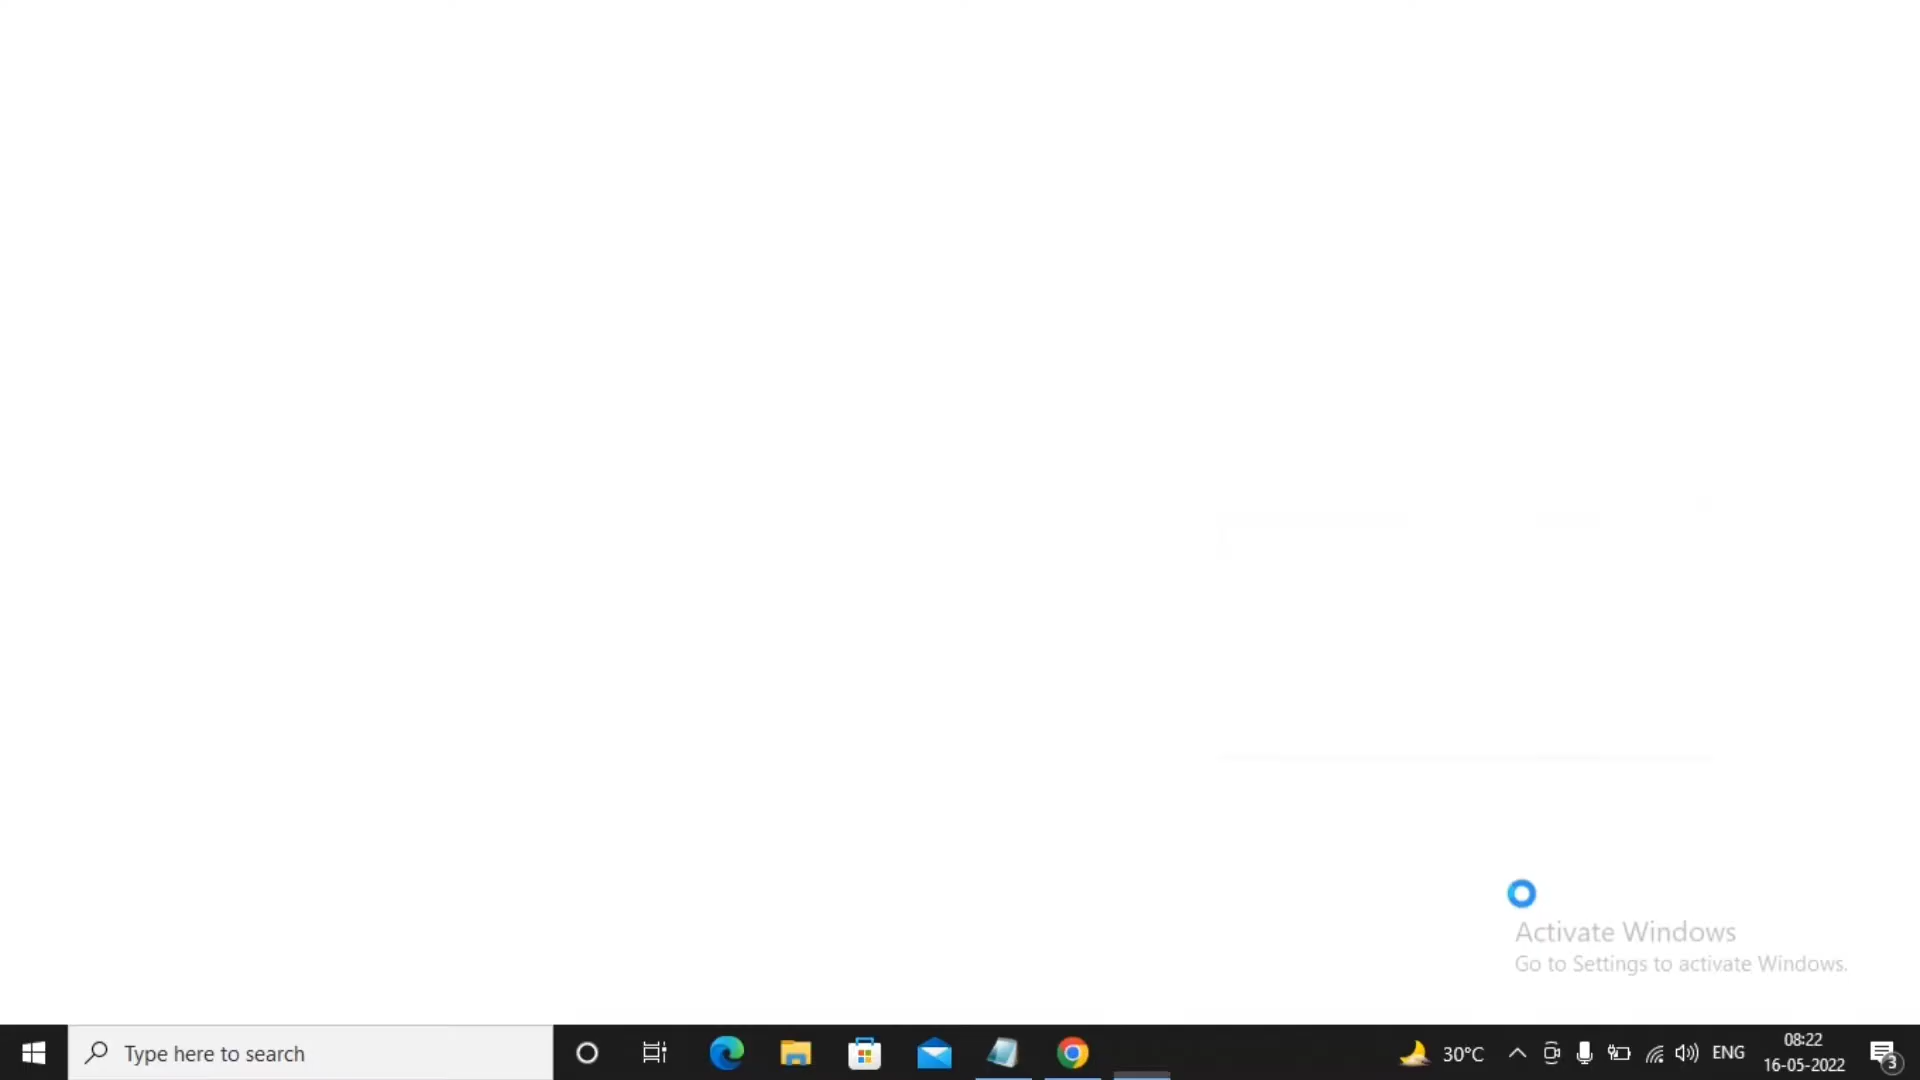 Activate Windows
Go to Settings to activate Windows.
Type here to search
30°C
ENG
08:22
16-05-2022
3